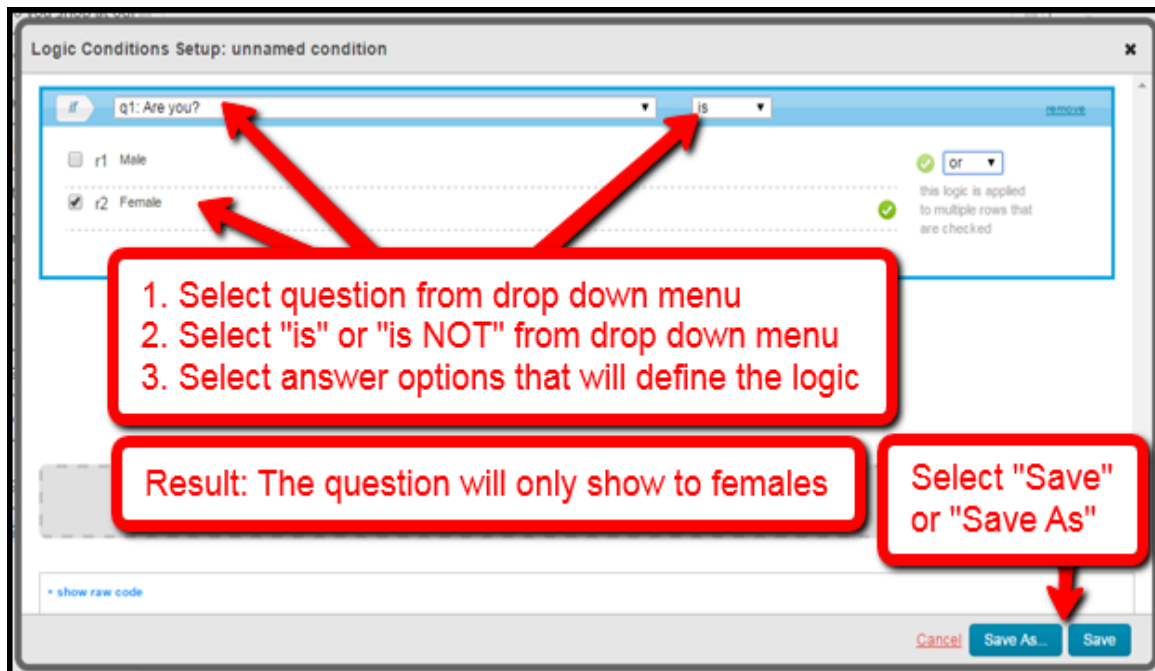 Logic Conditions Setup: unnamed condition
if q1: Are you? is remove
r1 Male
or
r2 Female
this logic is applied
to multiple rows that
are checked
1. Select question from drop down menu
2. Select "is" or "is NOT" from drop down menu
3. Select answer options that will define the logic
Result: The question will only show to females
Select "Save"
or "Save As"
show raw code
Cancel Save As... Save